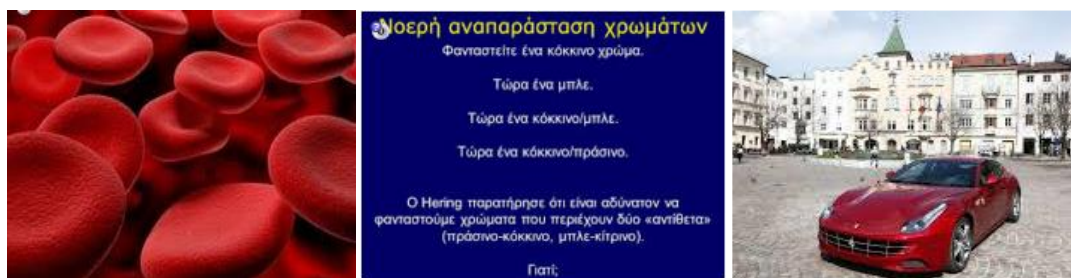 Νοερή αναπαράσταση χρωμάτων
Φανταστείτε ένα κόκκινο χρώμα.
Τώρα ένα μπλε.
Τώρα ένα κόκκινο/μπλε.
Τώρα ένα κόκκινο/πράσινο.
Ο Hering παρατήρησε ότι είναι αδύνατον να
φανταστούμε χρώματα που περιέχουν δύο «αντίθετα»
(πράσινο-κόκκινο, μπλε-κίτρινο).
Γιατί;